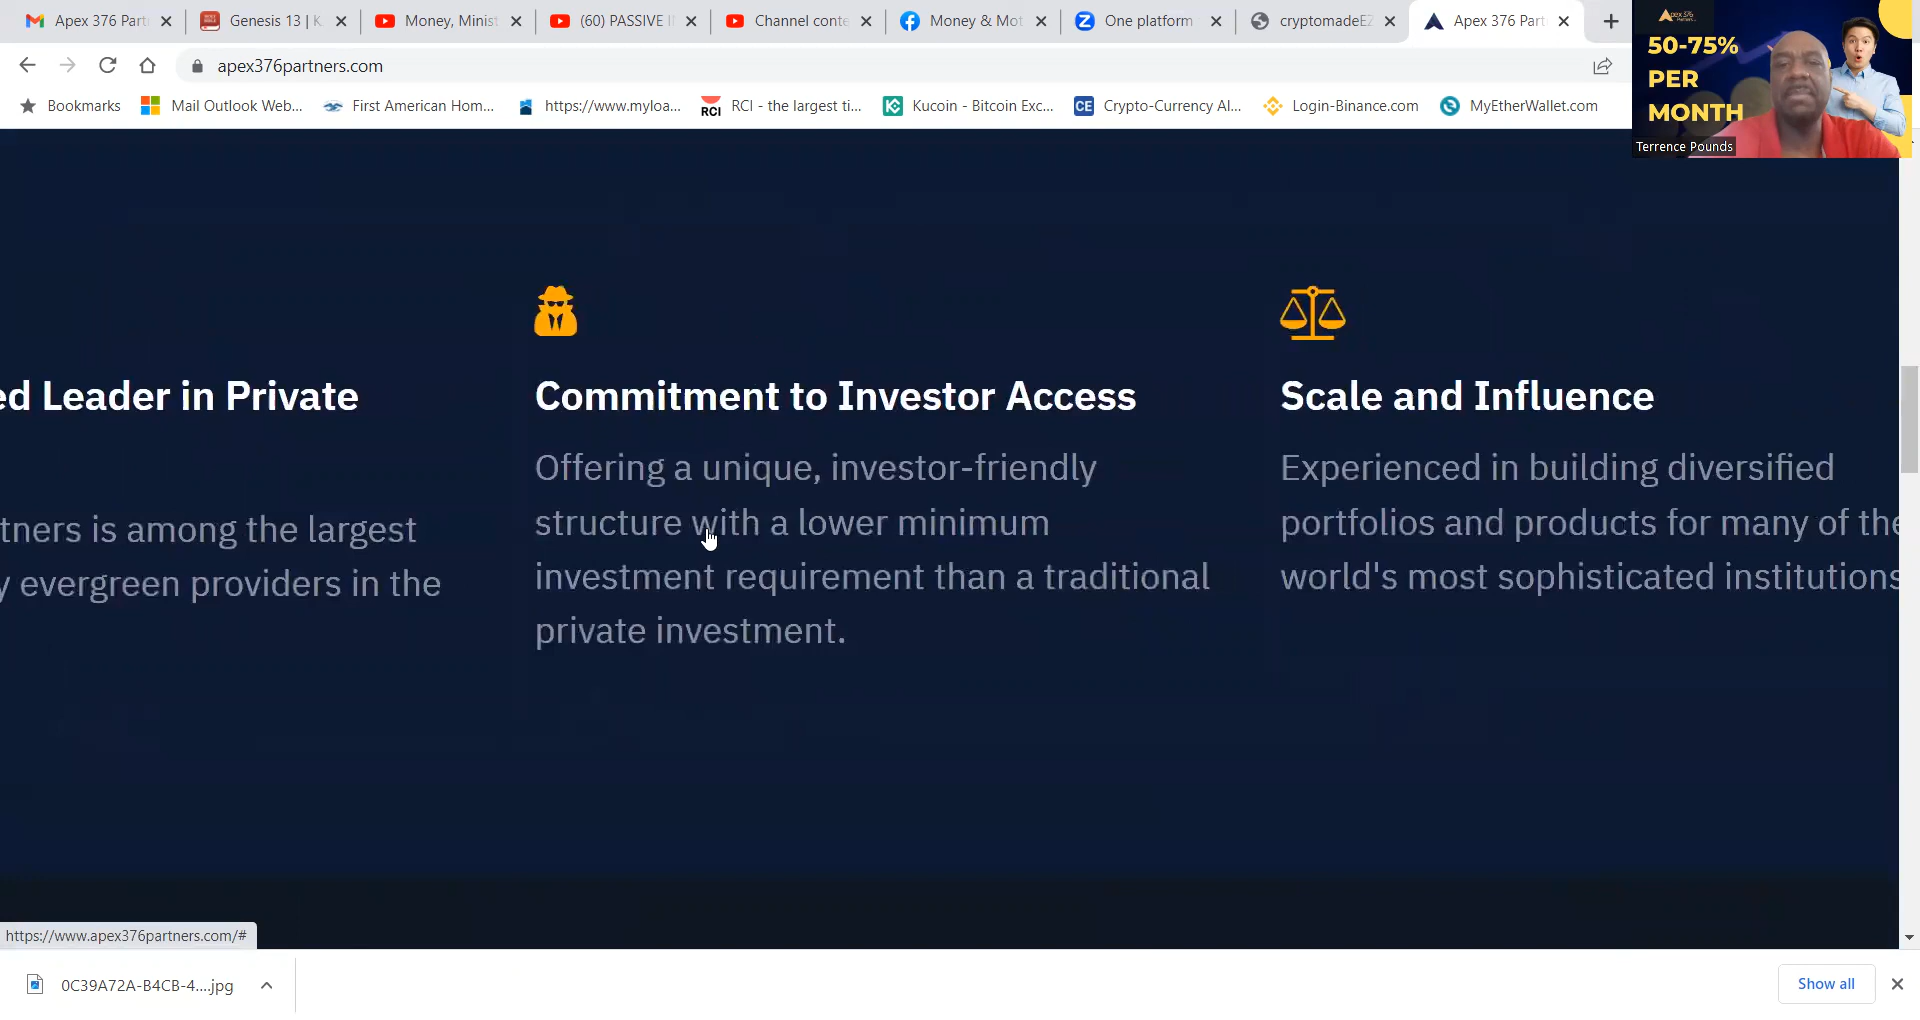 Apex 376 Part
Genesis 13 | K
Money, Minist
(60) PASSIVE I
Channel conte
Money & Mot
One platform
cryptomadeEZ
Apex 376 Part
apex376partners.com
Bookmarks
Mail Outlook Web...
First American Hom...
https://www.myloa...
RCI
RCI - the largest ti...
Kucoin - Bitcoin Exc...
CE
Crypto-Currency Al...
Login-Binance.com
MyEtherWallet.com
50-75%
PER
MONTH
Terrence Pounds
ed Leader in Private
tners is among the largest
y evergreen providers in the
Commitment to Investor Access
Offering a unique, investor-friendly
structure with a lower minimum
investment requirement than a traditional
private investment.
Scale and Influence
Experienced in building diversified
portfolios and products for many of the
world's most sophisticated institutions
https://www.apex376partners.com/#
0C39A72A-B4CB-4....jpg
Show all